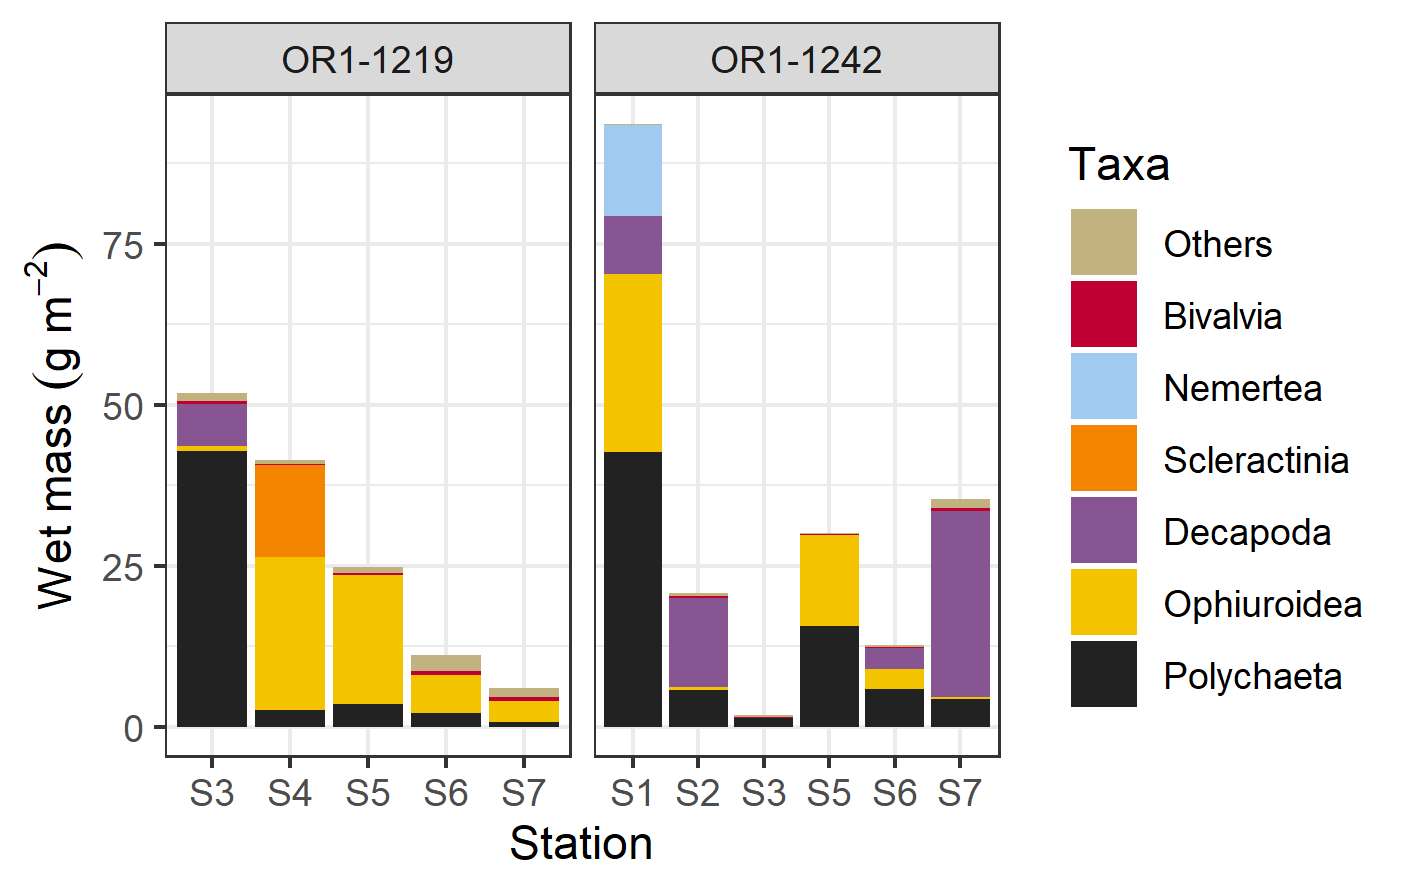 OR1-1219
OR1-1242
Wet mass (g m⁻²)
75
50
25
0
S3 S4 S5 S6 S7
S1 S2 S3 S5 S6 S7
Station
Taxa
Others
Bivalvia
Nemertea
Scleractinia
Decapoda
Ophiuroidea
Polychaeta